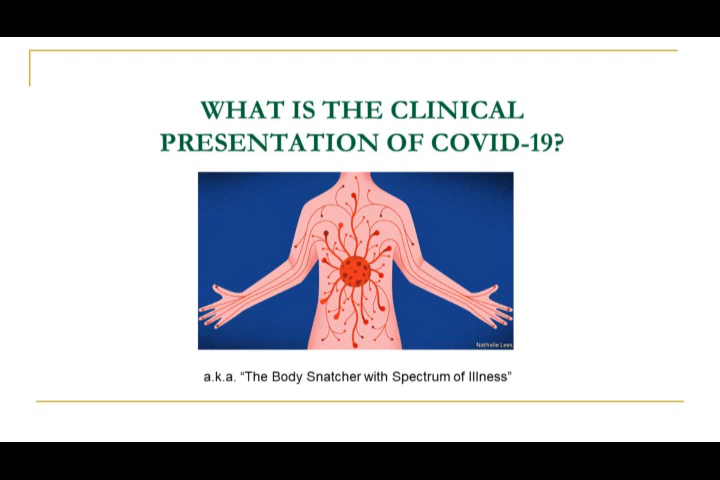 WHAT IS THE CLINICAL
PRESENTATION OF COVID-19?
Nathalie Lees
a.k.a. “The Body Snatcher with Spectrum of Illness”